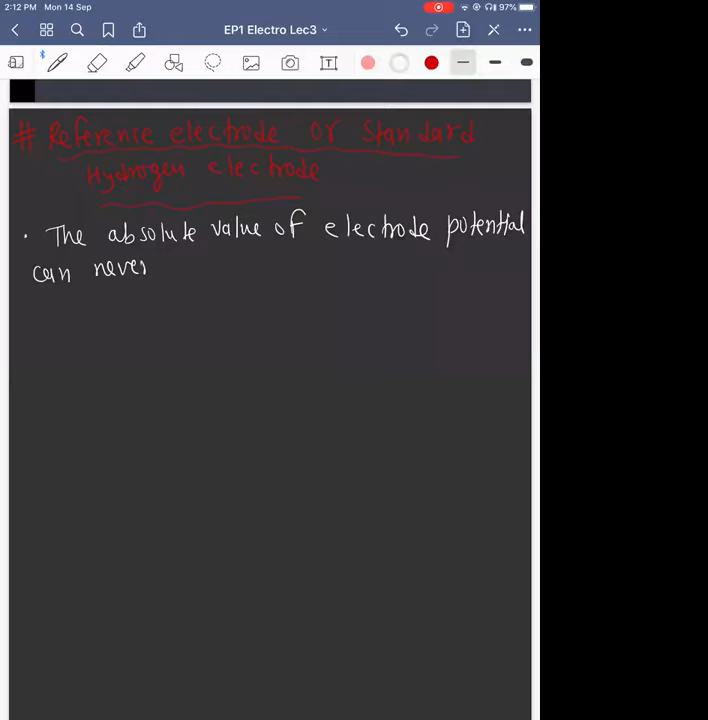 2:12 PM Mon 14 Sep 97%
EP1 Electro Lec3
T
# Reference electrode or Standard
Hydrogen electrode
· The absolute value of electrode potential
can never